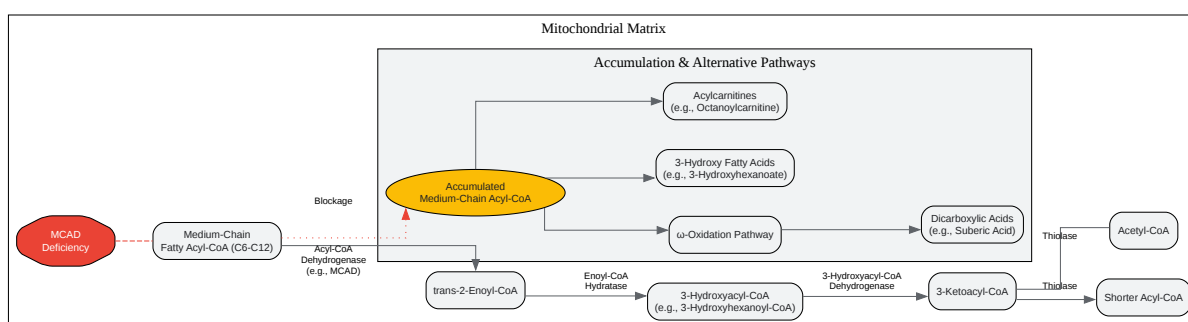 Mitochondrial Matrix
Accumulation & Alternative Pathways
Acylcarnitines
(e.g., Octanoylcarnitine)
3-Hydroxy Fatty Acids
(e.g., 3-Hydroxyhexanoate)
Accumulated
Medium-Chain Acyl-CoA
Blockage
MCAD
Deficiency
Medium-Chain
Fatty Acyl-CoA (C6-C12)
Acyl-CoA
Dehydrogenase
(e.g., MCAD)
ω-Oxidation Pathway
Dicarboxylic Acids
(e.g., Suberic Acid)
Thiolase
Acetyl-CoA
trans-2-Enoyl-CoA
Enoyl-CoA
Hydratase
3-Hydroxyacyl-CoA
(e.g., 3-Hydroxyhexanoyl-CoA)
3-Hydroxyacyl-CoA
Dehydrogenase
3-Ketoacyl-CoA
Thiolase
Shorter Acyl-CoA